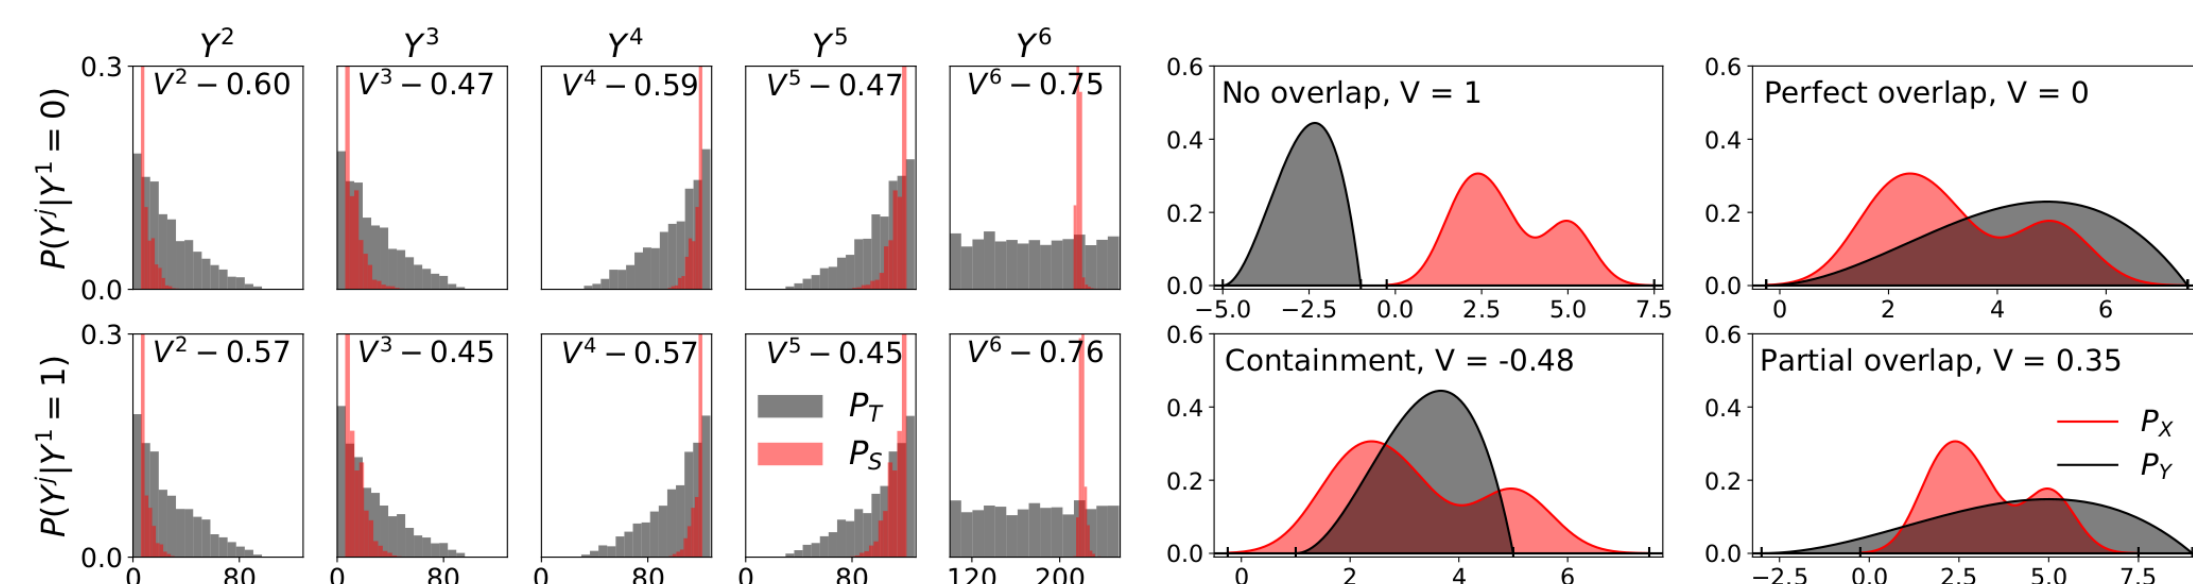 Y² Y³ Y⁴ Y⁵ Y⁶
0.3 V² − 0.60 V³ − 0.47 V⁴ − 0.59 V⁵ − 0.47 V⁶ − 0.75
P(Yʲ|Y¹ = 0)
0.0
0.3 V² − 0.57 V³ − 0.45 V⁴ − 0.57 V⁵ − 0.45 V⁶ − 0.76
P(Yʲ|Y¹ = 1)
P_T
P_S
0.0
0 80 0 80 0 80 0 80 120 200
0.6
No overlap, V = 1
0.4
0.2
0.0
−5.0 −2.5 0.0 2.5 5.0 7.5
0.6
Perfect overlap, V = 0
0.4
0.2
0.0
0 2 4 6
0.6
Containment, V = -0.48
0.4
0.2
0.0
0 2 4 6
0.6
Partial overlap, V = 0.35
0.4
P_X
P_Y
0.2
0.0
−2.5 0.0 2.5 5.0 7.5